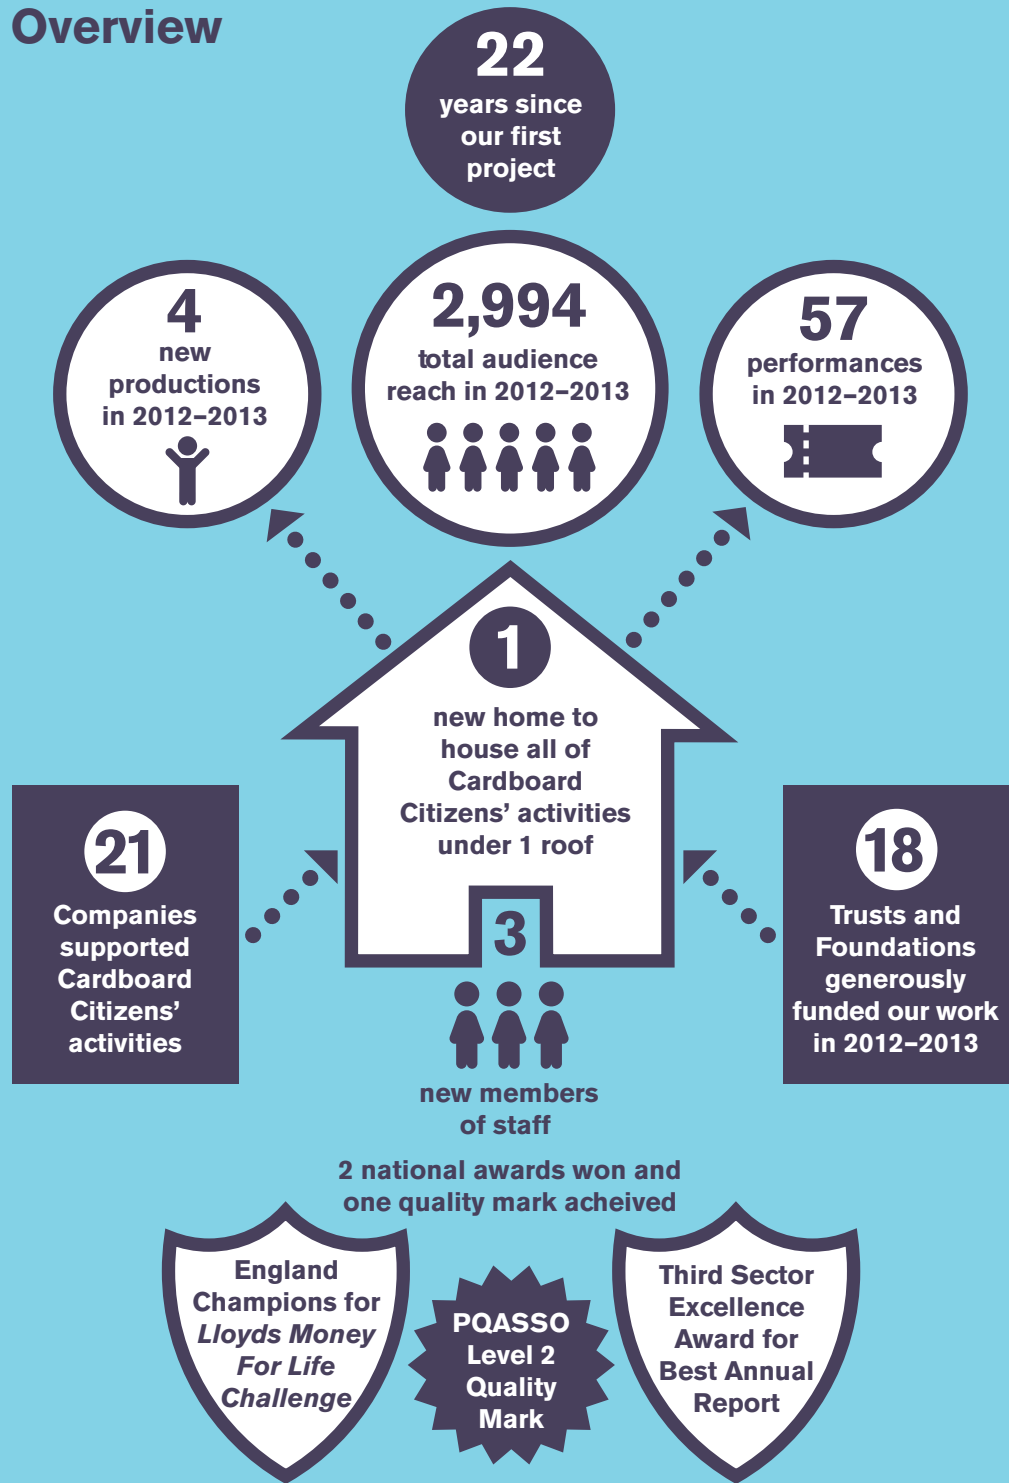 Overview
22
years since
our first
project
4
new
productions
in 2012–2013
2,994
total audience
reach in 2012–2013
57
performances
in 2012–2013
1
new home to
house all of
Cardboard
Citizens’ activities
under 1 roof
21
Companies
supported
Cardboard
Citizens’
activities
18
Trusts and
Foundations
generously
funded our work
in 2012–2013
3
new members
of staff
2 national awards won and
one quality mark acheived
England
Champions for
Lloyds Money
For Life
Challenge
PQASSO
Level 2
Quality
Mark
Third Sector
Excellence
Award for
Best Annual
Report